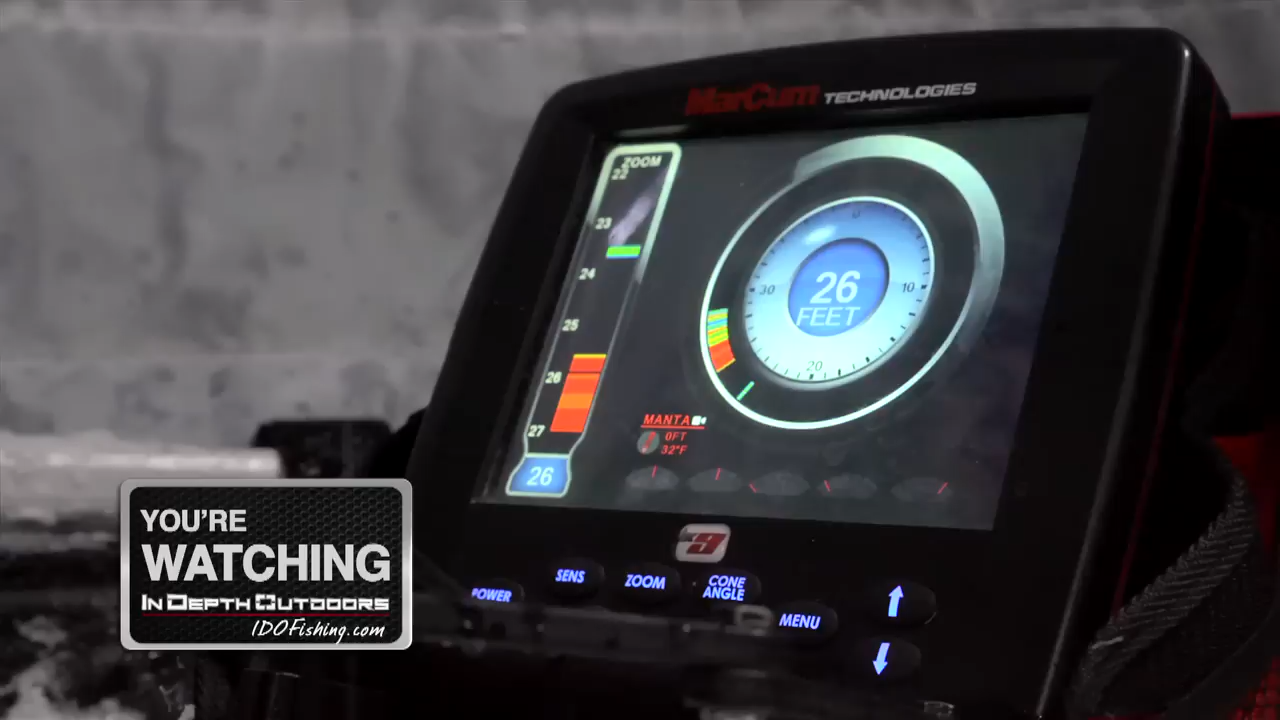 MarCum TECHNOLOGIES
ZOOM
22
23
24
25
26
27
26
0
10
20
30
26
FEET
MANTA
0FT
32°F
9
POWER
SENS
ZOOM
CONE
ANGLE
MENU
YOU'RE
WATCHING
IN DEPTH OUTDOORS
IDOFishing.com